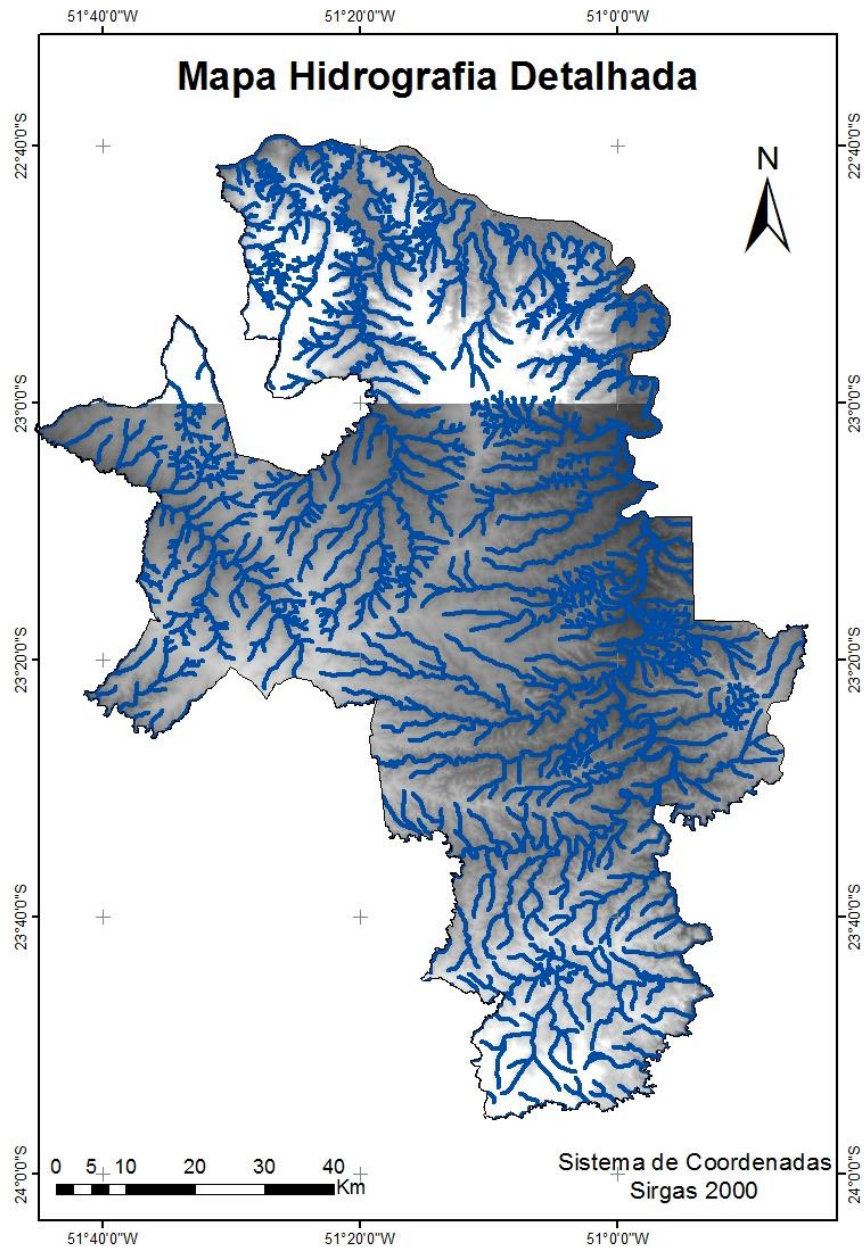 51°40'0"W 51°20'0"W 51°0'0"W
Mapa Hidrografia Detalhada
22°40'0"S 22°40'0"S
N
23°0'0"S 23°0'0"S
23°20'0"S 23°20'0"S
23°40'0"S 23°40'0"S
24°0'0"S 24°0'0"S
0 5 10 20 30 40
Km
Sistema de Coordenadas
Sirgas 2000
51°40'0"W 51°20'0"W 51°0'0"W